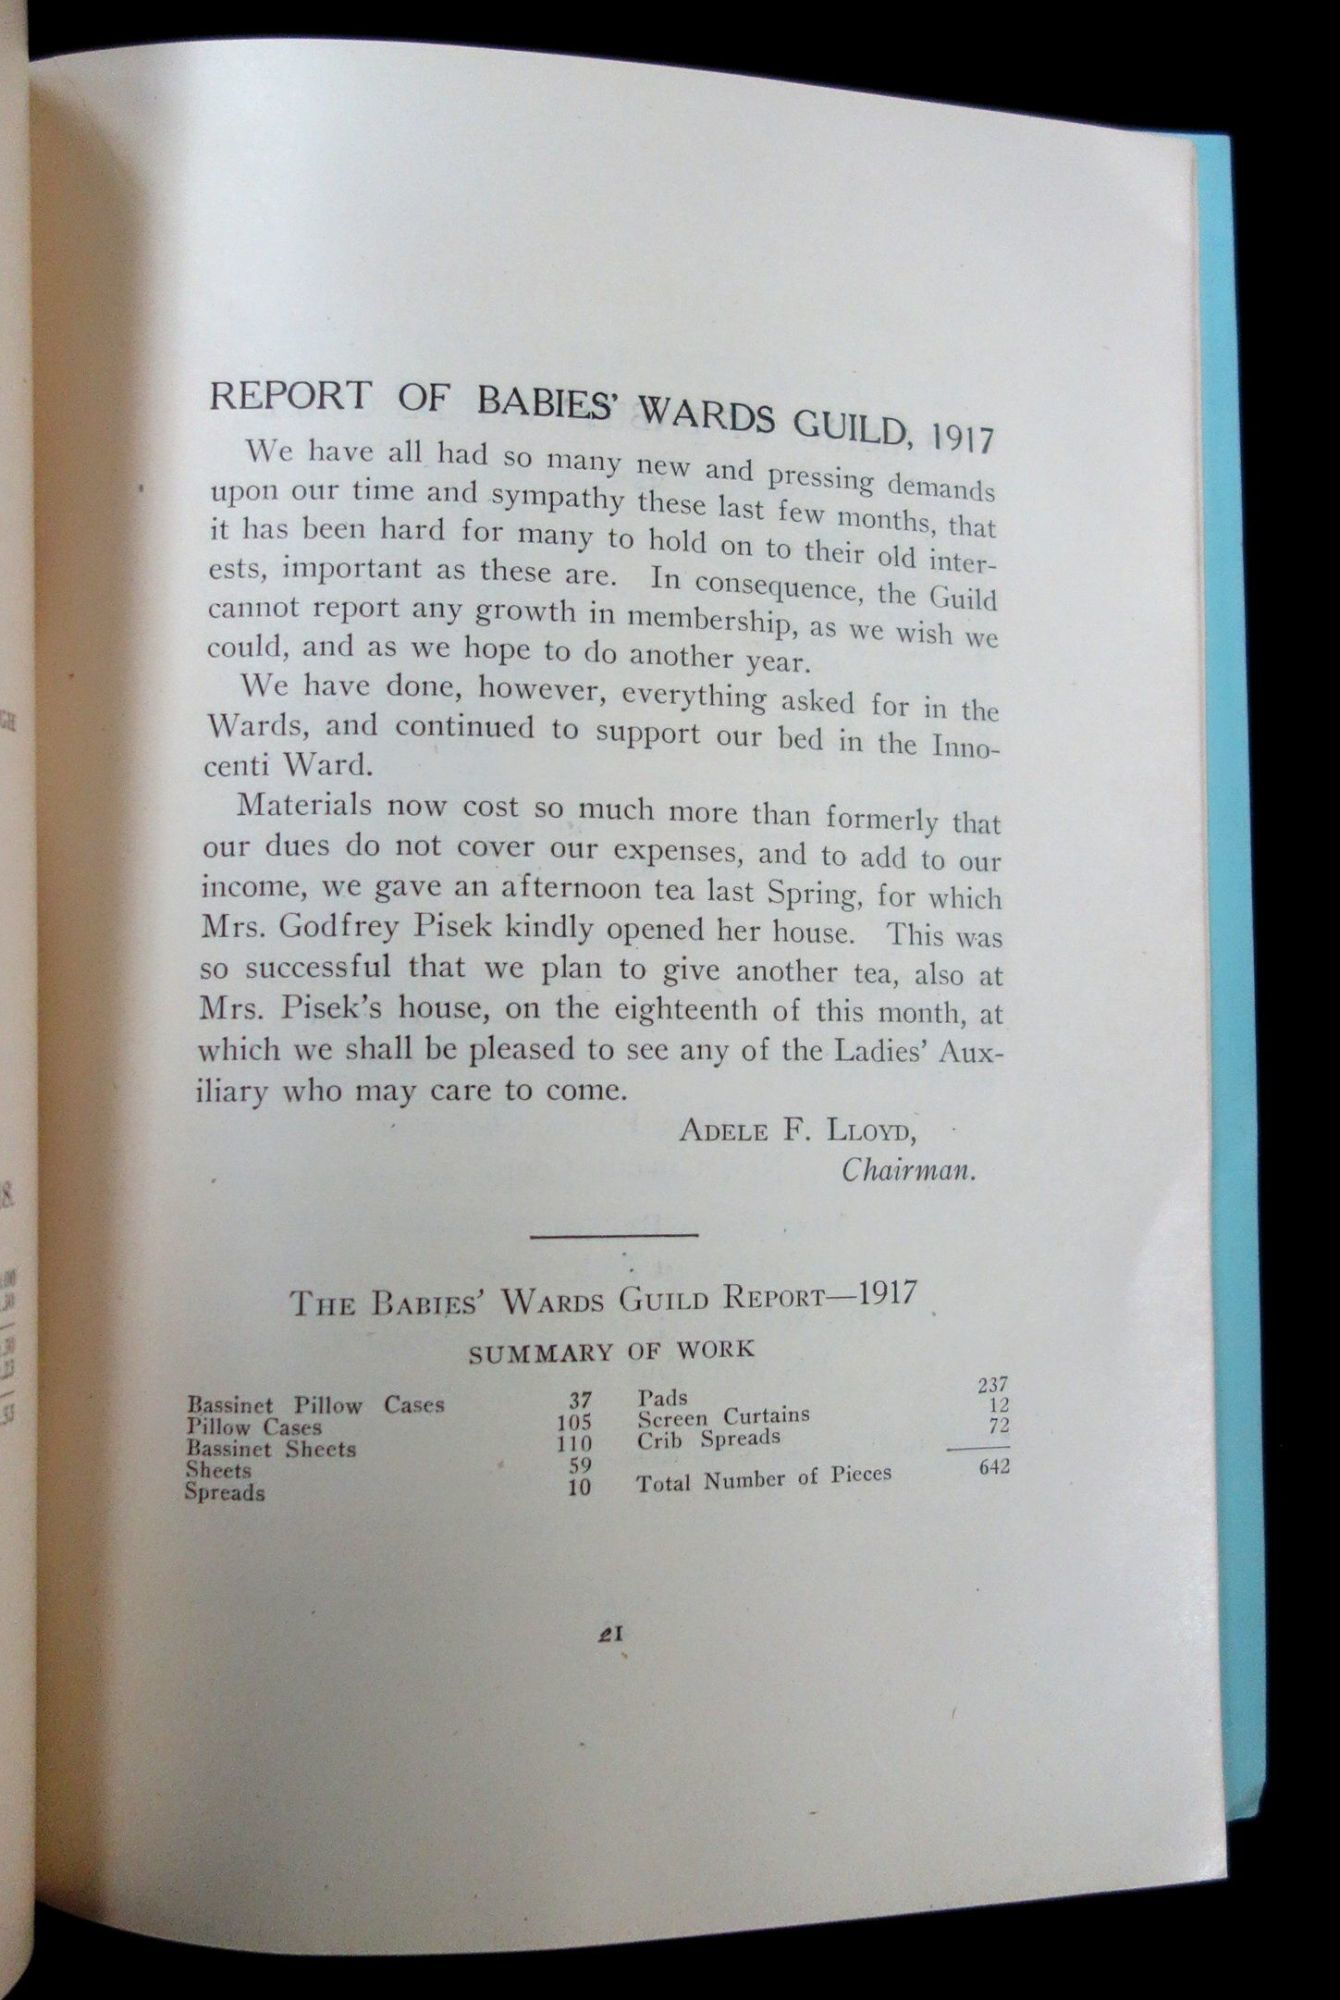 REPORT OF BABIES' WARDS GUILD, 1917
We have all had so many new and pressing demands
upon our time and sympathy these last few months, that
it has been hard for many to hold on to their old inter-
ests, important as these are. In consequence, the Guild
cannot report any growth in membership, as we wish we
could, and as we hope to do another year.
We have done, however, everything asked for in the
Wards, and continued to support our bed in the Inno-
centi Ward.
Materials now cost so much more than formerly that
our dues do not cover our expenses, and to add to our
income, we gave an afternoon tea last Spring, for which
Mrs. Godfrey Pisek kindly opened her house. This was
so successful that we plan to give another tea, also at
Mrs. Pisek's house, on the eighteenth of this month, at
which we shall be pleased to see any of the Ladies' Aux-
iliary who may care to come.
ADELE F. LLOYD,
Chairman.
THE BABIES' WARDS GUILD REPORT—1917
SUMMARY OF WORK
Bassinet Pillow Cases 37
Pillow Cases 105
Bassinet Sheets 110
Sheets 59
Spreads 10
Pads 237
Screen Curtains 12
Crib Spreads 72
Total Number of Pieces 642
21